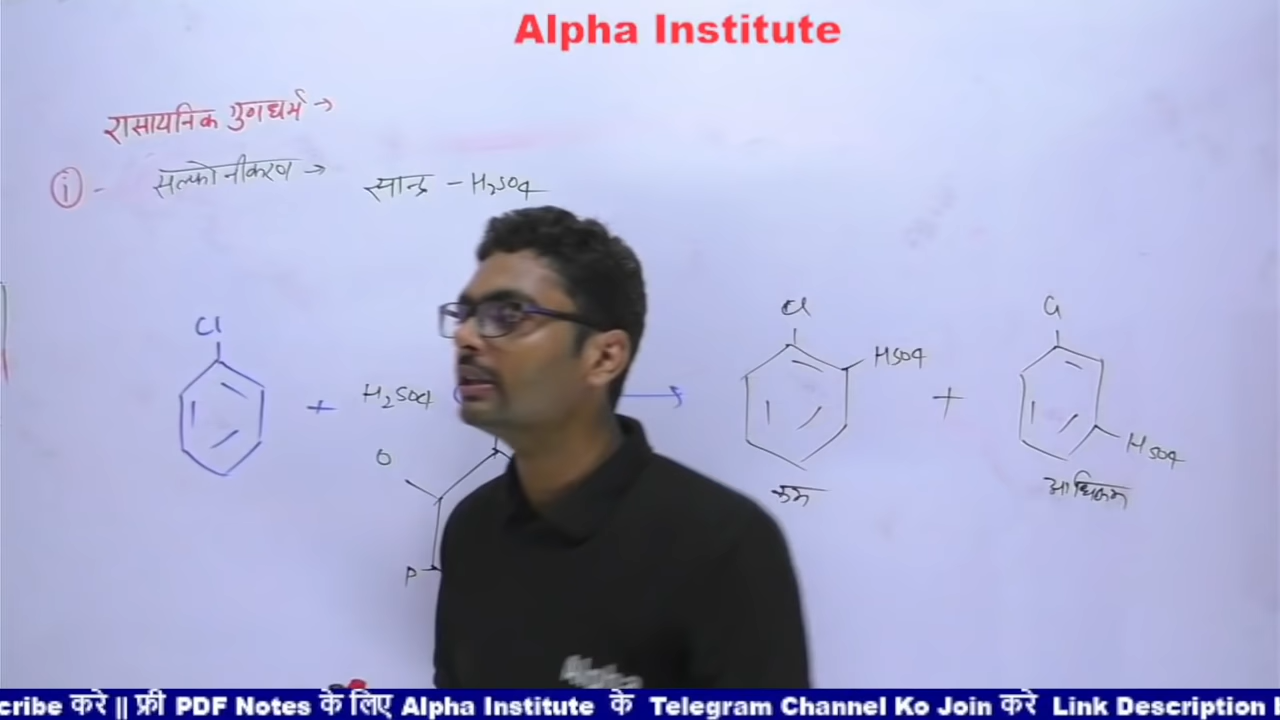 Alpha Institute
रासायनिक गुणधर्म →
i - सल्फोनीकरण → सान्द्र - H₂SO4
Cl
+ H₂SO4
O
P
Cl
HSO4
कम
+
Cl
HSO4
अधिकतम
Alpha
cribe करे || फ्री PDF Notes के लिए Alpha Institute के Telegram Channel Ko Join करे Link Description